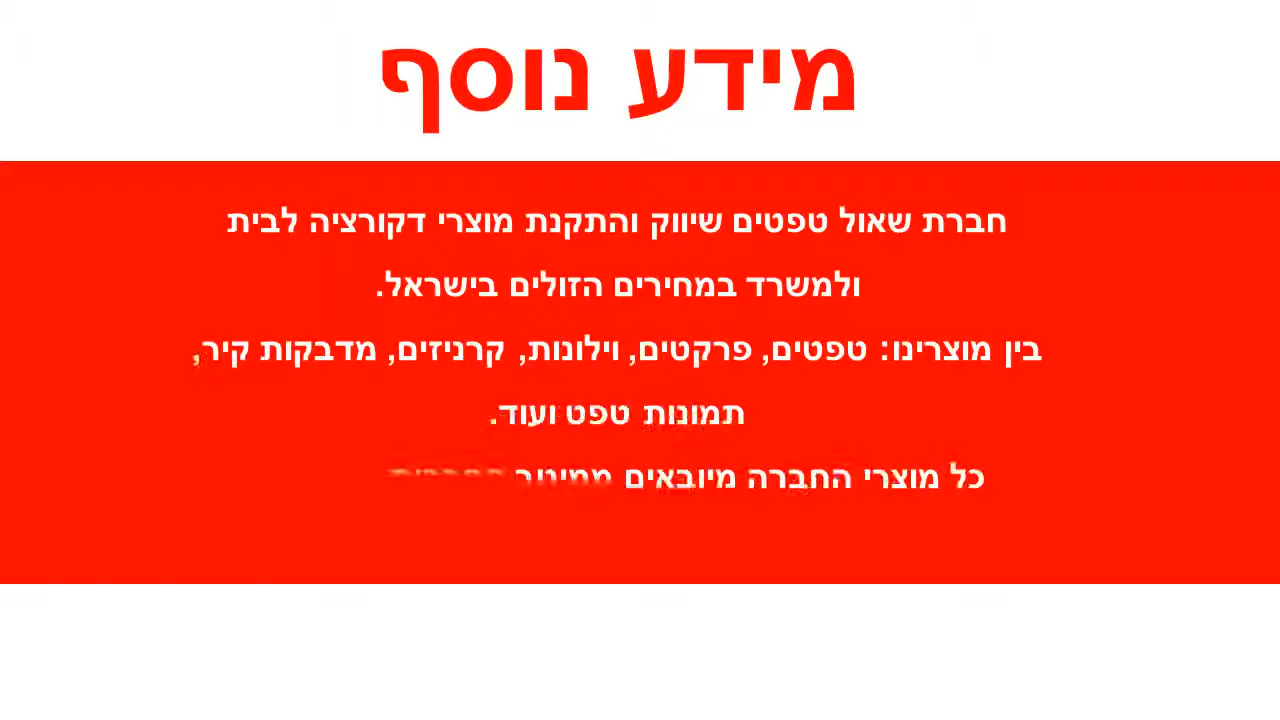 מידע נוסף
חברת שאול טפטים שיווק והתקנת מוצרי דקורציה לבית
ולמשרד במחירים הזולים בישראל.
בין מוצרינו: טפטים, פרקטים, וילונות, קרניזים, מדבקות קיר,
תמונות טפט ועוד.
כל מוצרי החברה מיובאים